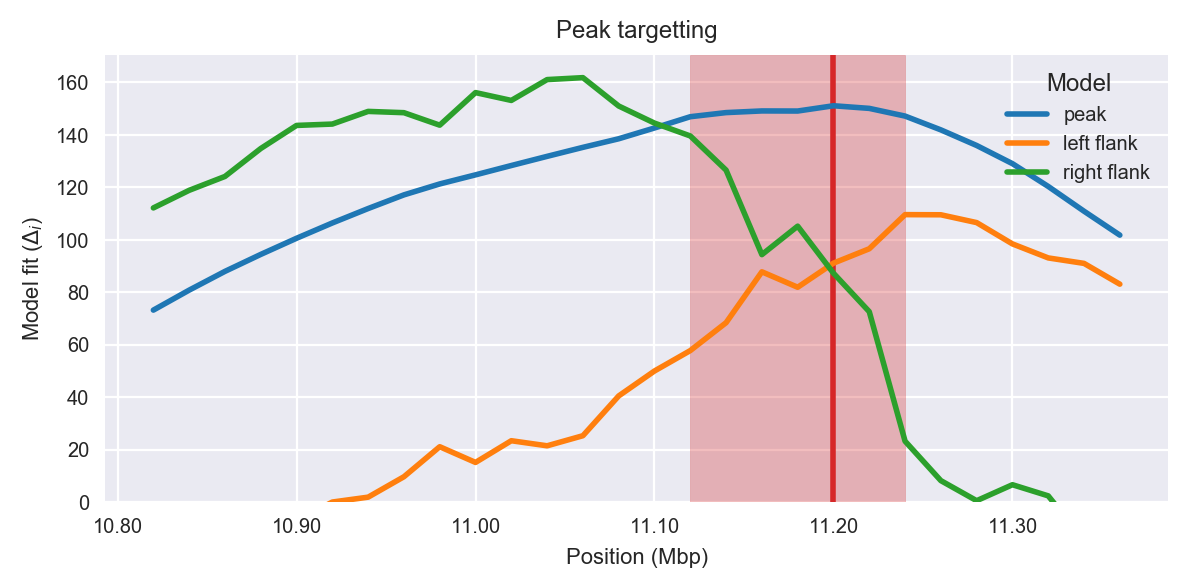 Peak targetting
Model fit (Δi)
160
140
120
100
80
60
40
20
0
Model
peak
left flank
right flank
10.80
10.90
11.00
11.10
11.20
11.30
Position (Mbp)